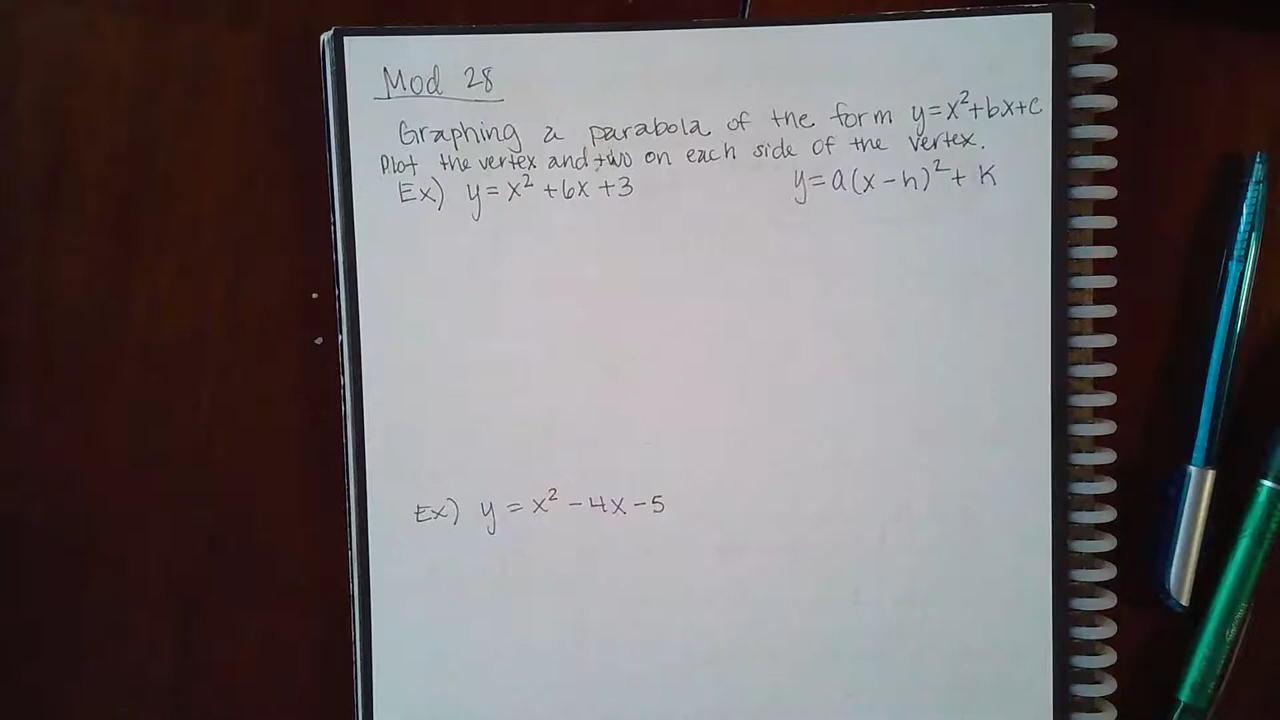 Mod 28
Graphing a parabola of the form y=x²+bx+c
Plot the vertex and two on each side of the vertex.
Ex) y=x²+6x+3 y=a(x-h)²+k
Ex) y=x²-4x-5